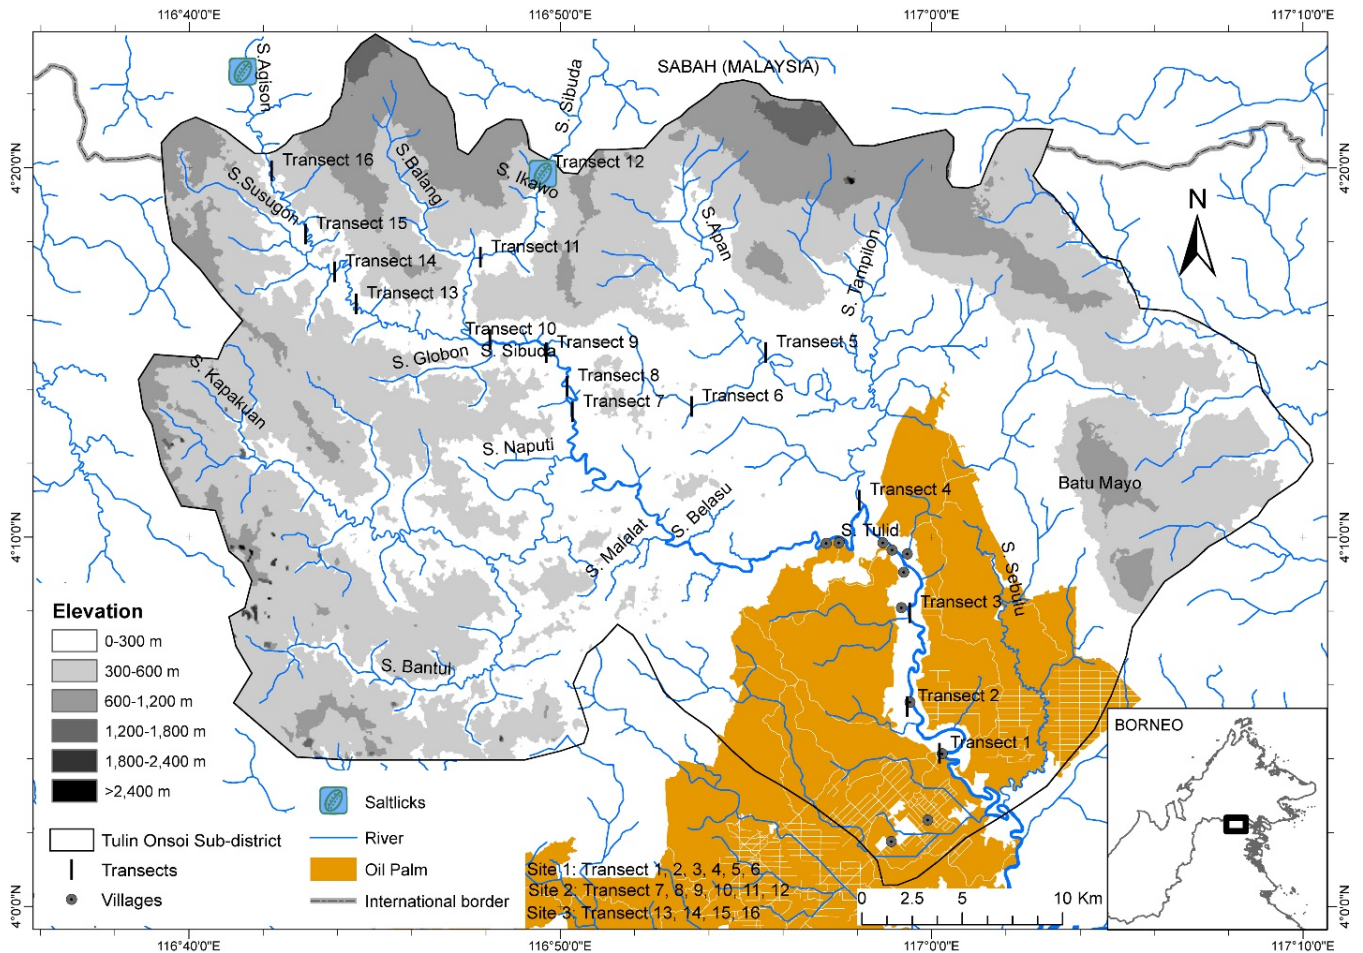 116°40'0"E
116°50'0"E
117°0'0"E
117°10'0"E
SABAH (MALAYSIA)
S. Agison
S. Sibuda
4°20'0"N
4°20'0"N
Transect 16
S.Balang
Transect 12
S. Ikawo
S.Susugon
Transect 15
S.Apan
N
Transect 11
Transect 14
S. Tampilon
Transect 13
Transect 10
Transect 9
Transect 5
S. Globon
S. Sibuda
S. Kapakuan
Transect 8
Transect 7
Transect 6
S. Naputi
Batu Mayo
Transect 4
S. Belasu
S. Tulid
4°10'0"N
4°10'0"N
S. Malalat
S. Sebulu
Transect 3
S. Bantul
Transect 2
Transect 1
Elevation
0-300 m
300-600 m
600-1,200 m
1,200-1,800 m
1,800-2,400 m
>2,400 m
Tulin Onsoi Sub-district
Transects
Villages
Saltlicks
River
Oil Palm
International border
Site 1: Transect 1, 2, 3, 4, 5, 6
Site 2: Transect 7, 8, 9, 10, 11, 12
Site 3: Transect 13, 14, 15, 16
0
2.5
5
10 Km
BORNEO
4°0'0"N
4°0'0"N
116°40'0"E
116°50'0"E
117°0'0"E
117°10'0"E